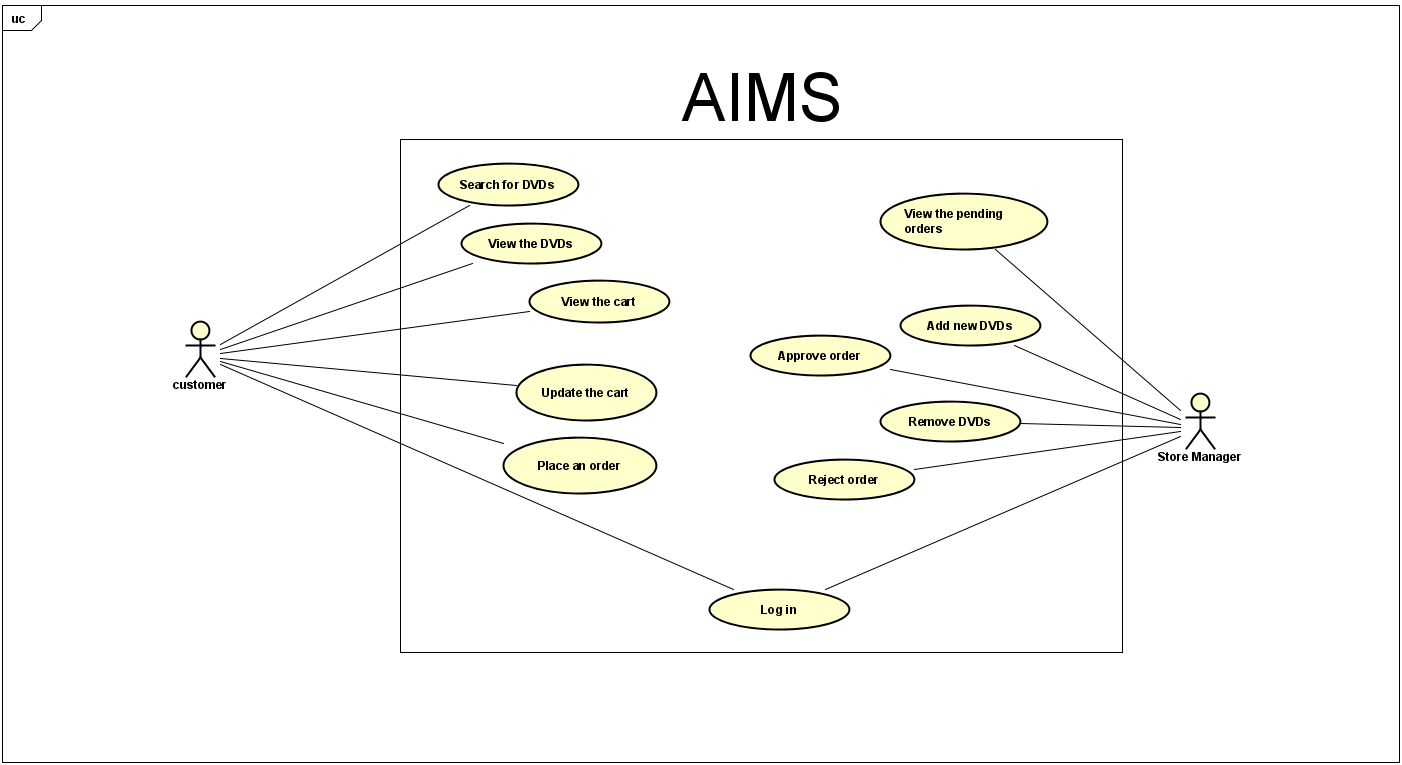 uc
AIMS
Search for DVDs
View the DVDs
View the cart
Update the cart
Place an order
customer
View the pending
orders
Add new DVDs
Approve order
Remove DVDs
Reject order
Store Manager
Log in